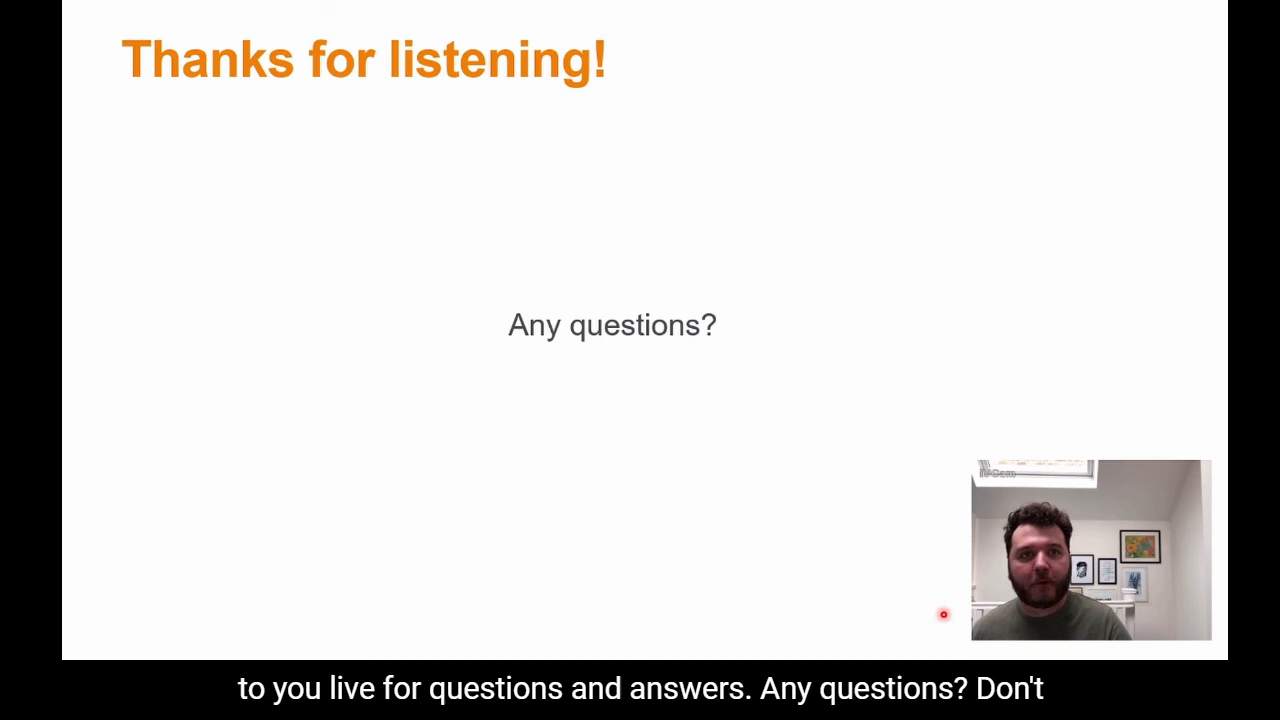 Thanks for listening!
Any questions?
to you live for questions and answers. Any questions? Don't